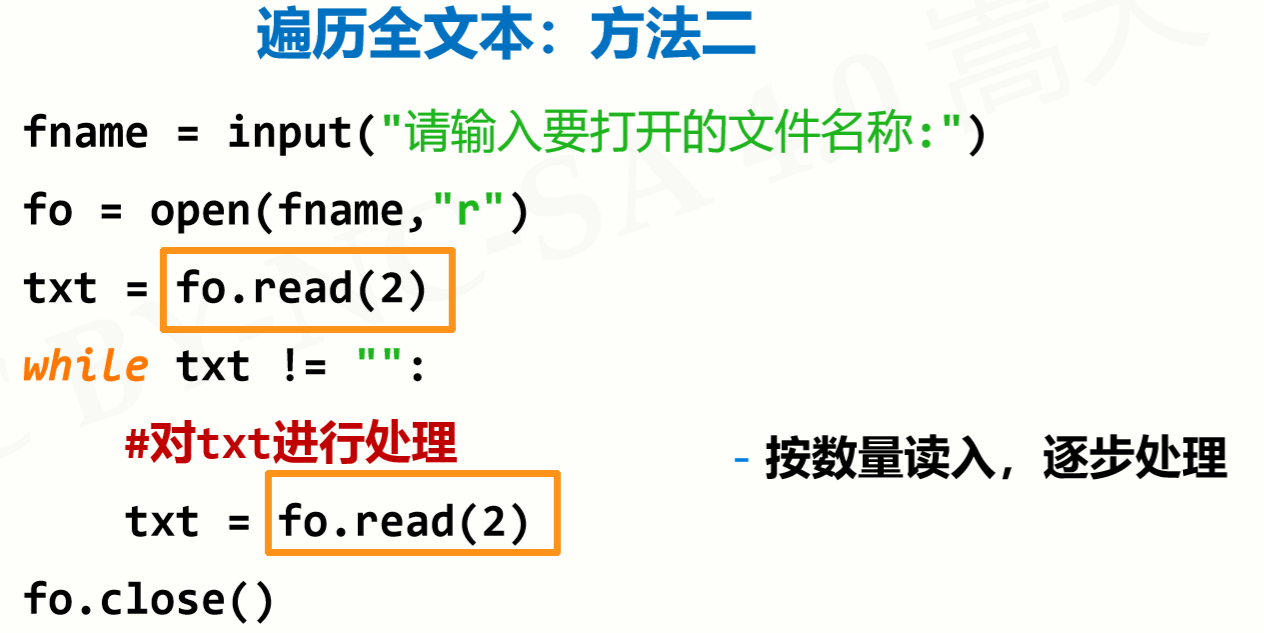 遍历全文本：方法二
fname = input("请输入要打开的文件名称:")
fo = open(fname,"r")
txt = fo.read(2)
while txt != "":
#对txt进行处理
- 按数量读入，逐步处理
txt = fo.read(2)
fo.close()
CC BY-NC-SA 4.0 嵩天